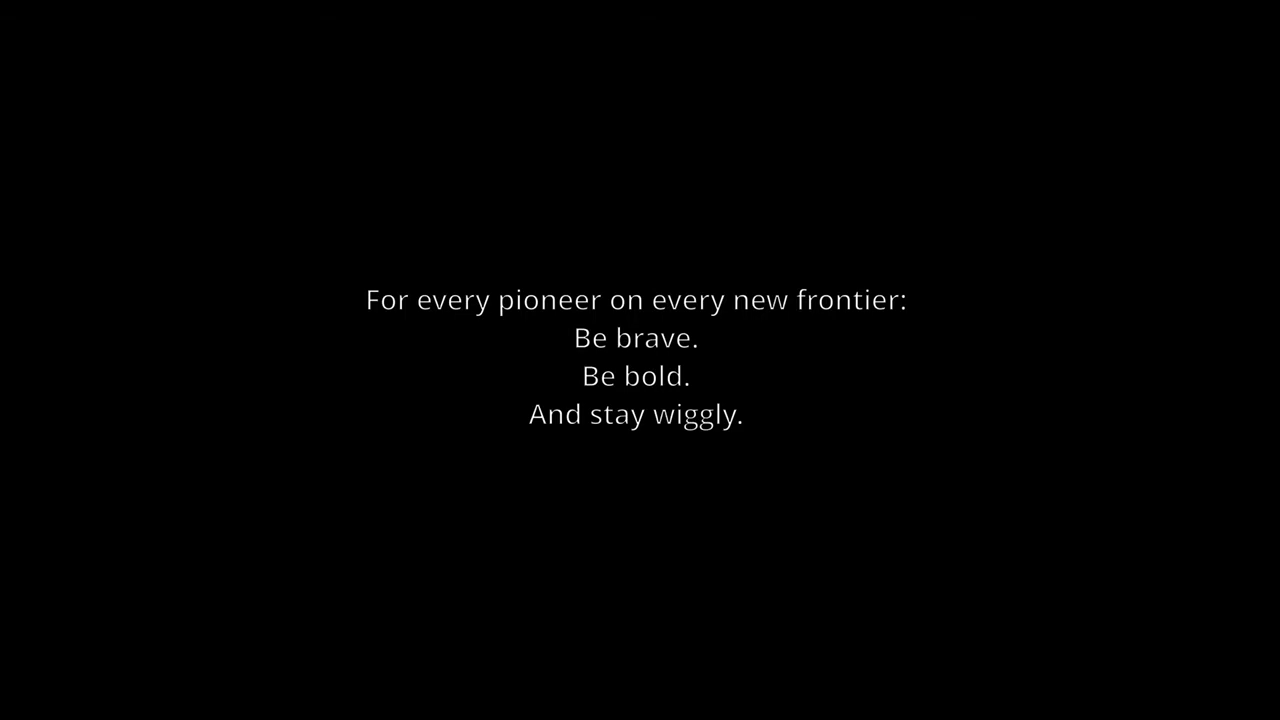 For every pioneer on every new frontier:
Be brave.
Be bold.
And stay wiggly.